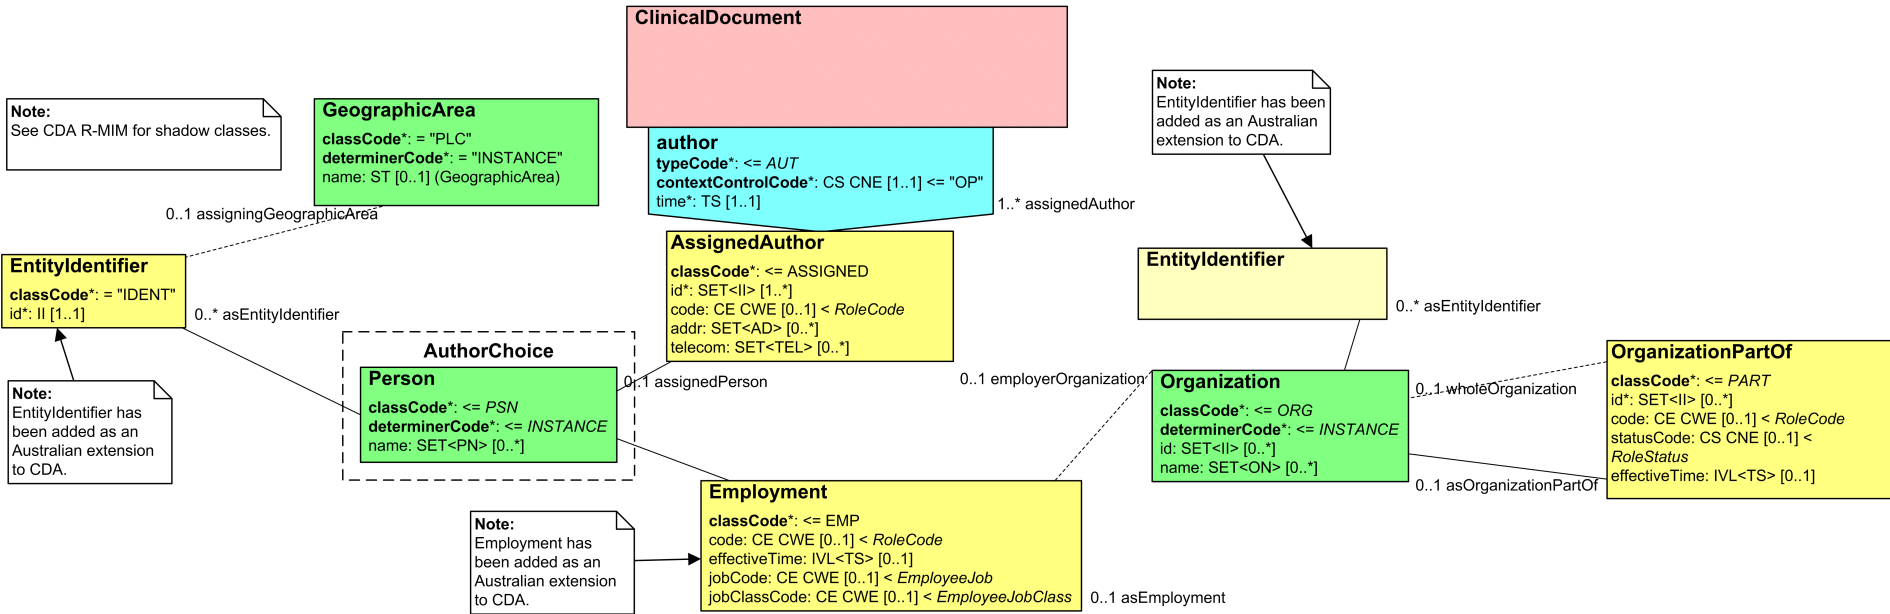 ClinicalDocument
Note:
See CDA R-MIM for shadow classes.
GeographicArea
classCode*: = "PLC"
determinerCode*: = "INSTANCE"
name: ST [0..1] (GeographicArea)
author
typeCode*: <= AUT
contextControlCode*: CS CNE [1..1] <= "OP"
time*: TS [1..1]
Note:
EntityIdentifier has been
added as an Australian
extension to CDA.
0..1 assigningGeographicArea
1..* assignedAuthor
EntityIdentifier
classCode*: = "IDENT"
id*: II [1..1]
0..* asEntityIdentifier
AssignedAuthor
classCode*: <= ASSIGNED
id*: SET<II> [1..*]
code: CE CWE [0..1] < RoleCode
addr: SET<AD> [0..*]
telecom: SET<TEL> [0..*]
EntityIdentifier
0..* asEntityIdentifier
AuthorChoice
Person
classCode*: <= PSN
determinerCode*: <= INSTANCE
name: SET<PN> [0..*]
0..1 assignedPerson
0..1 employerOrganization
Organization
classCode*: <= ORG
determinerCode*: <= INSTANCE
id: SET<II> [0..*]
name: SET<ON> [0..*]
0..1 wholeOrganization
OrganizationPartOf
classCode*: <= PART
id*: SET<II> [0..*]
code: CE CWE [0..1] < RoleCode
statusCode: CS CNE [0..1] <
RoleStatus
effectiveTime: IVL<TS> [0..1]
0..1 asOrganizationPartOf
Note:
EntityIdentifier has
been added as an
Australian extension
to CDA.
Note:
Employment has
been added as an
Australian extension
to CDA.
Employment
classCode*: <= EMP
code: CE CWE [0..1] < RoleCode
effectiveTime: IVL<TS> [0..1]
jobCode: CE CWE [0..1] < EmployeeJob
jobClassCode: CE CWE [0..1] < EmployeeJobClass
0..1 asEmployment